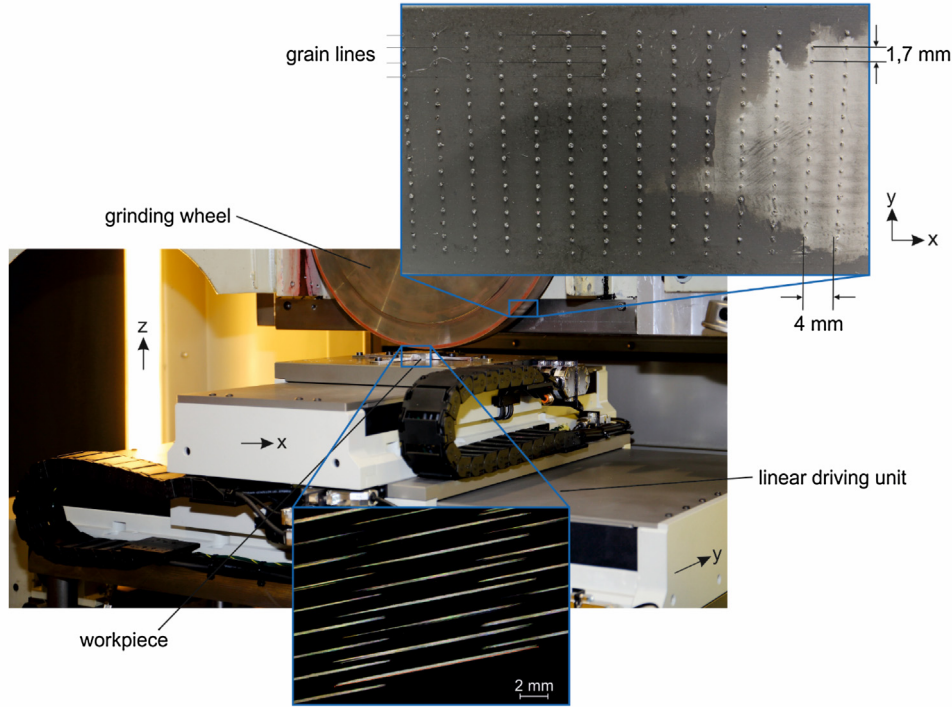 grain lines
1,7 mm
grinding wheel
y
x
4 mm
z
x
linear driving unit
y
workpiece
2 mm